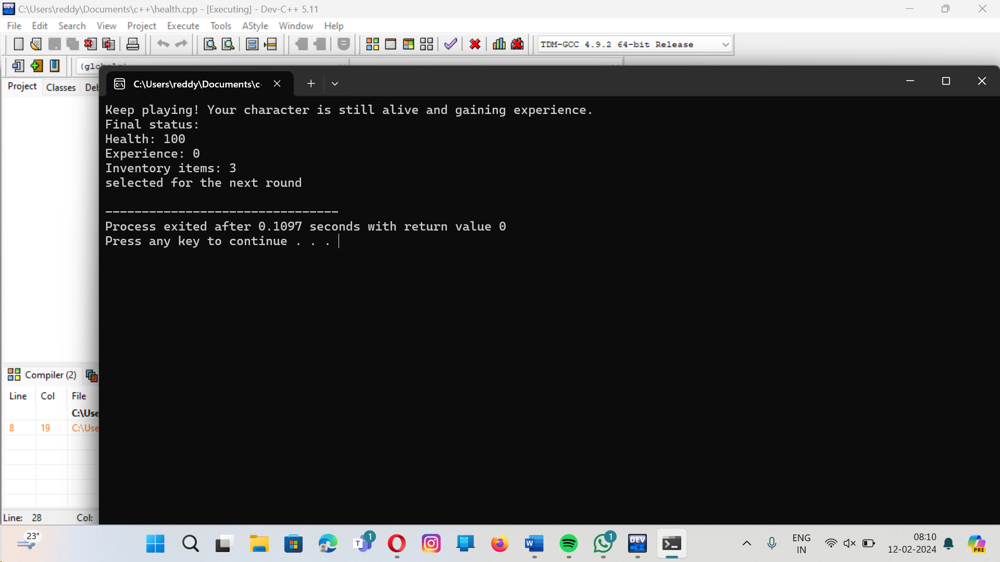 C:\Users\reddy\Documents\c++\health.cpp - [Executing] - Dev-C++ 5.11
File Edit Search View Project Execute Tools AStyle Window Help
TDM-GCC 4.9.2 64-bit Release
Project Classes
C:\Users\reddy\Documents\c
Keep playing! Your character is still alive and gaining experience.
Final status:
Health: 100
Experience: 0
Inventory items: 3
selected for the next round
--------------------------------
Process exited after 0.1097 seconds with return value 0
Press any key to continue . . .
Compiler (2)
Line Col File
C:\Use
8 19 C:\Use
Line: 28 Col:
23°
1
1
DEV C++
ENG
IN
08:10
12-02-2024
PRE